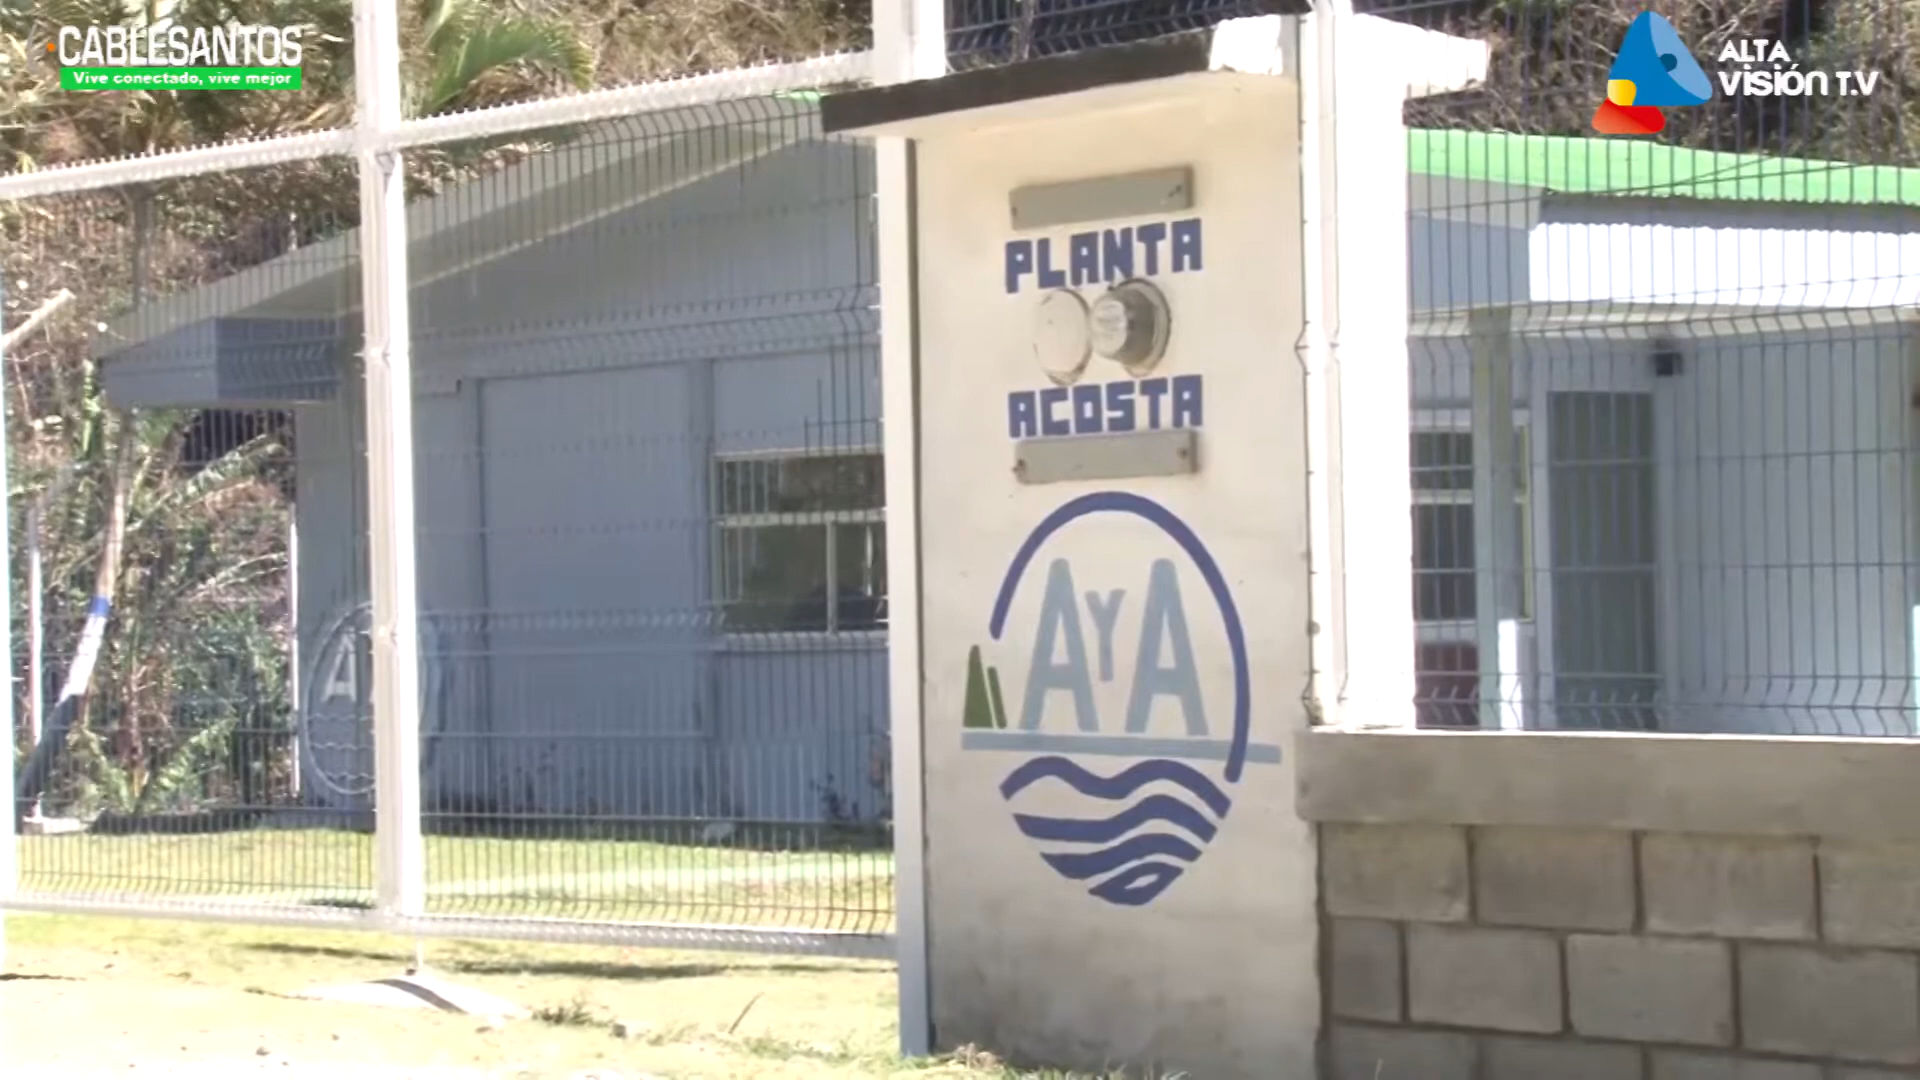 CABLESANTOS
Vive conectado, vive mejor
ALTA
VISIÓN T.V
PLANTA
ACOSTA
AYA